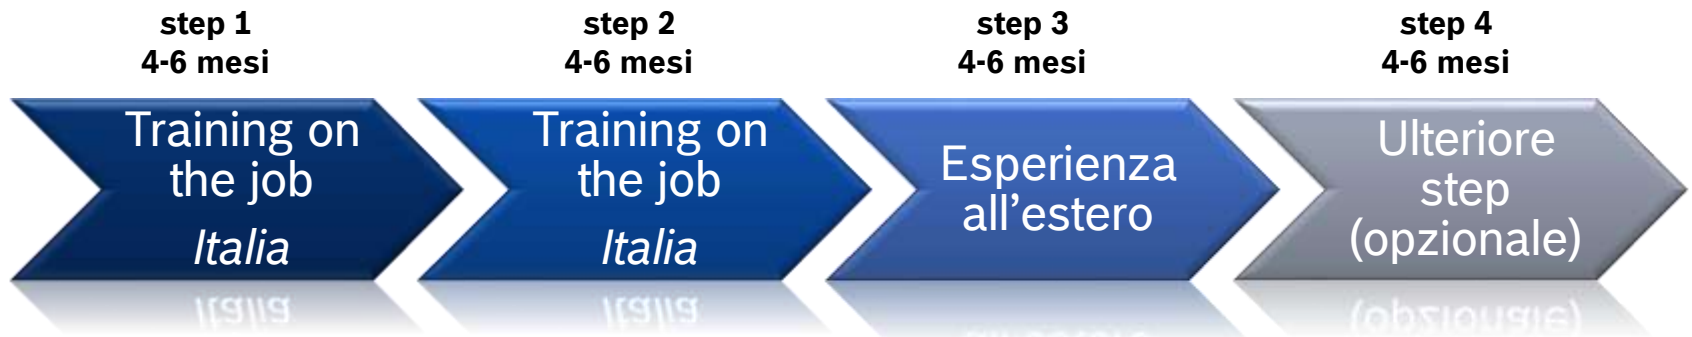 step 1
4-6 mesi
step 2
4-6 mesi
step 3
4-6 mesi
step 4
4-6 mesi
Training on
the job
Italia
Training on
the job
Italia
Esperienza
all’estero
Ulteriore
step
(opzionale)